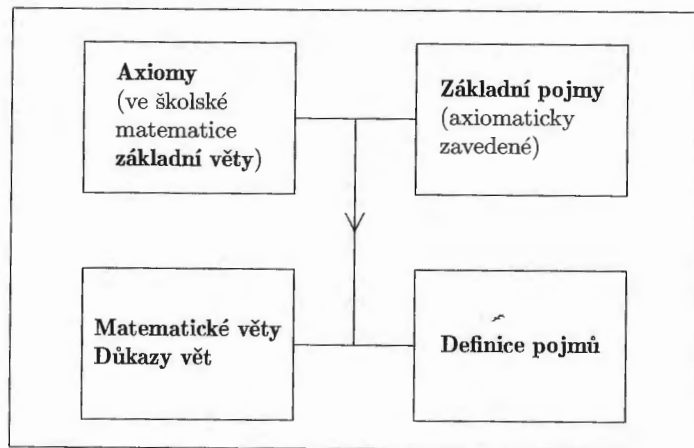 Axiomy
(ve školské
matematice
základní věty)
Základní pojmy
(axiomaticky
zavedené)
Matematické věty
Důkazy vět
Definice pojmů